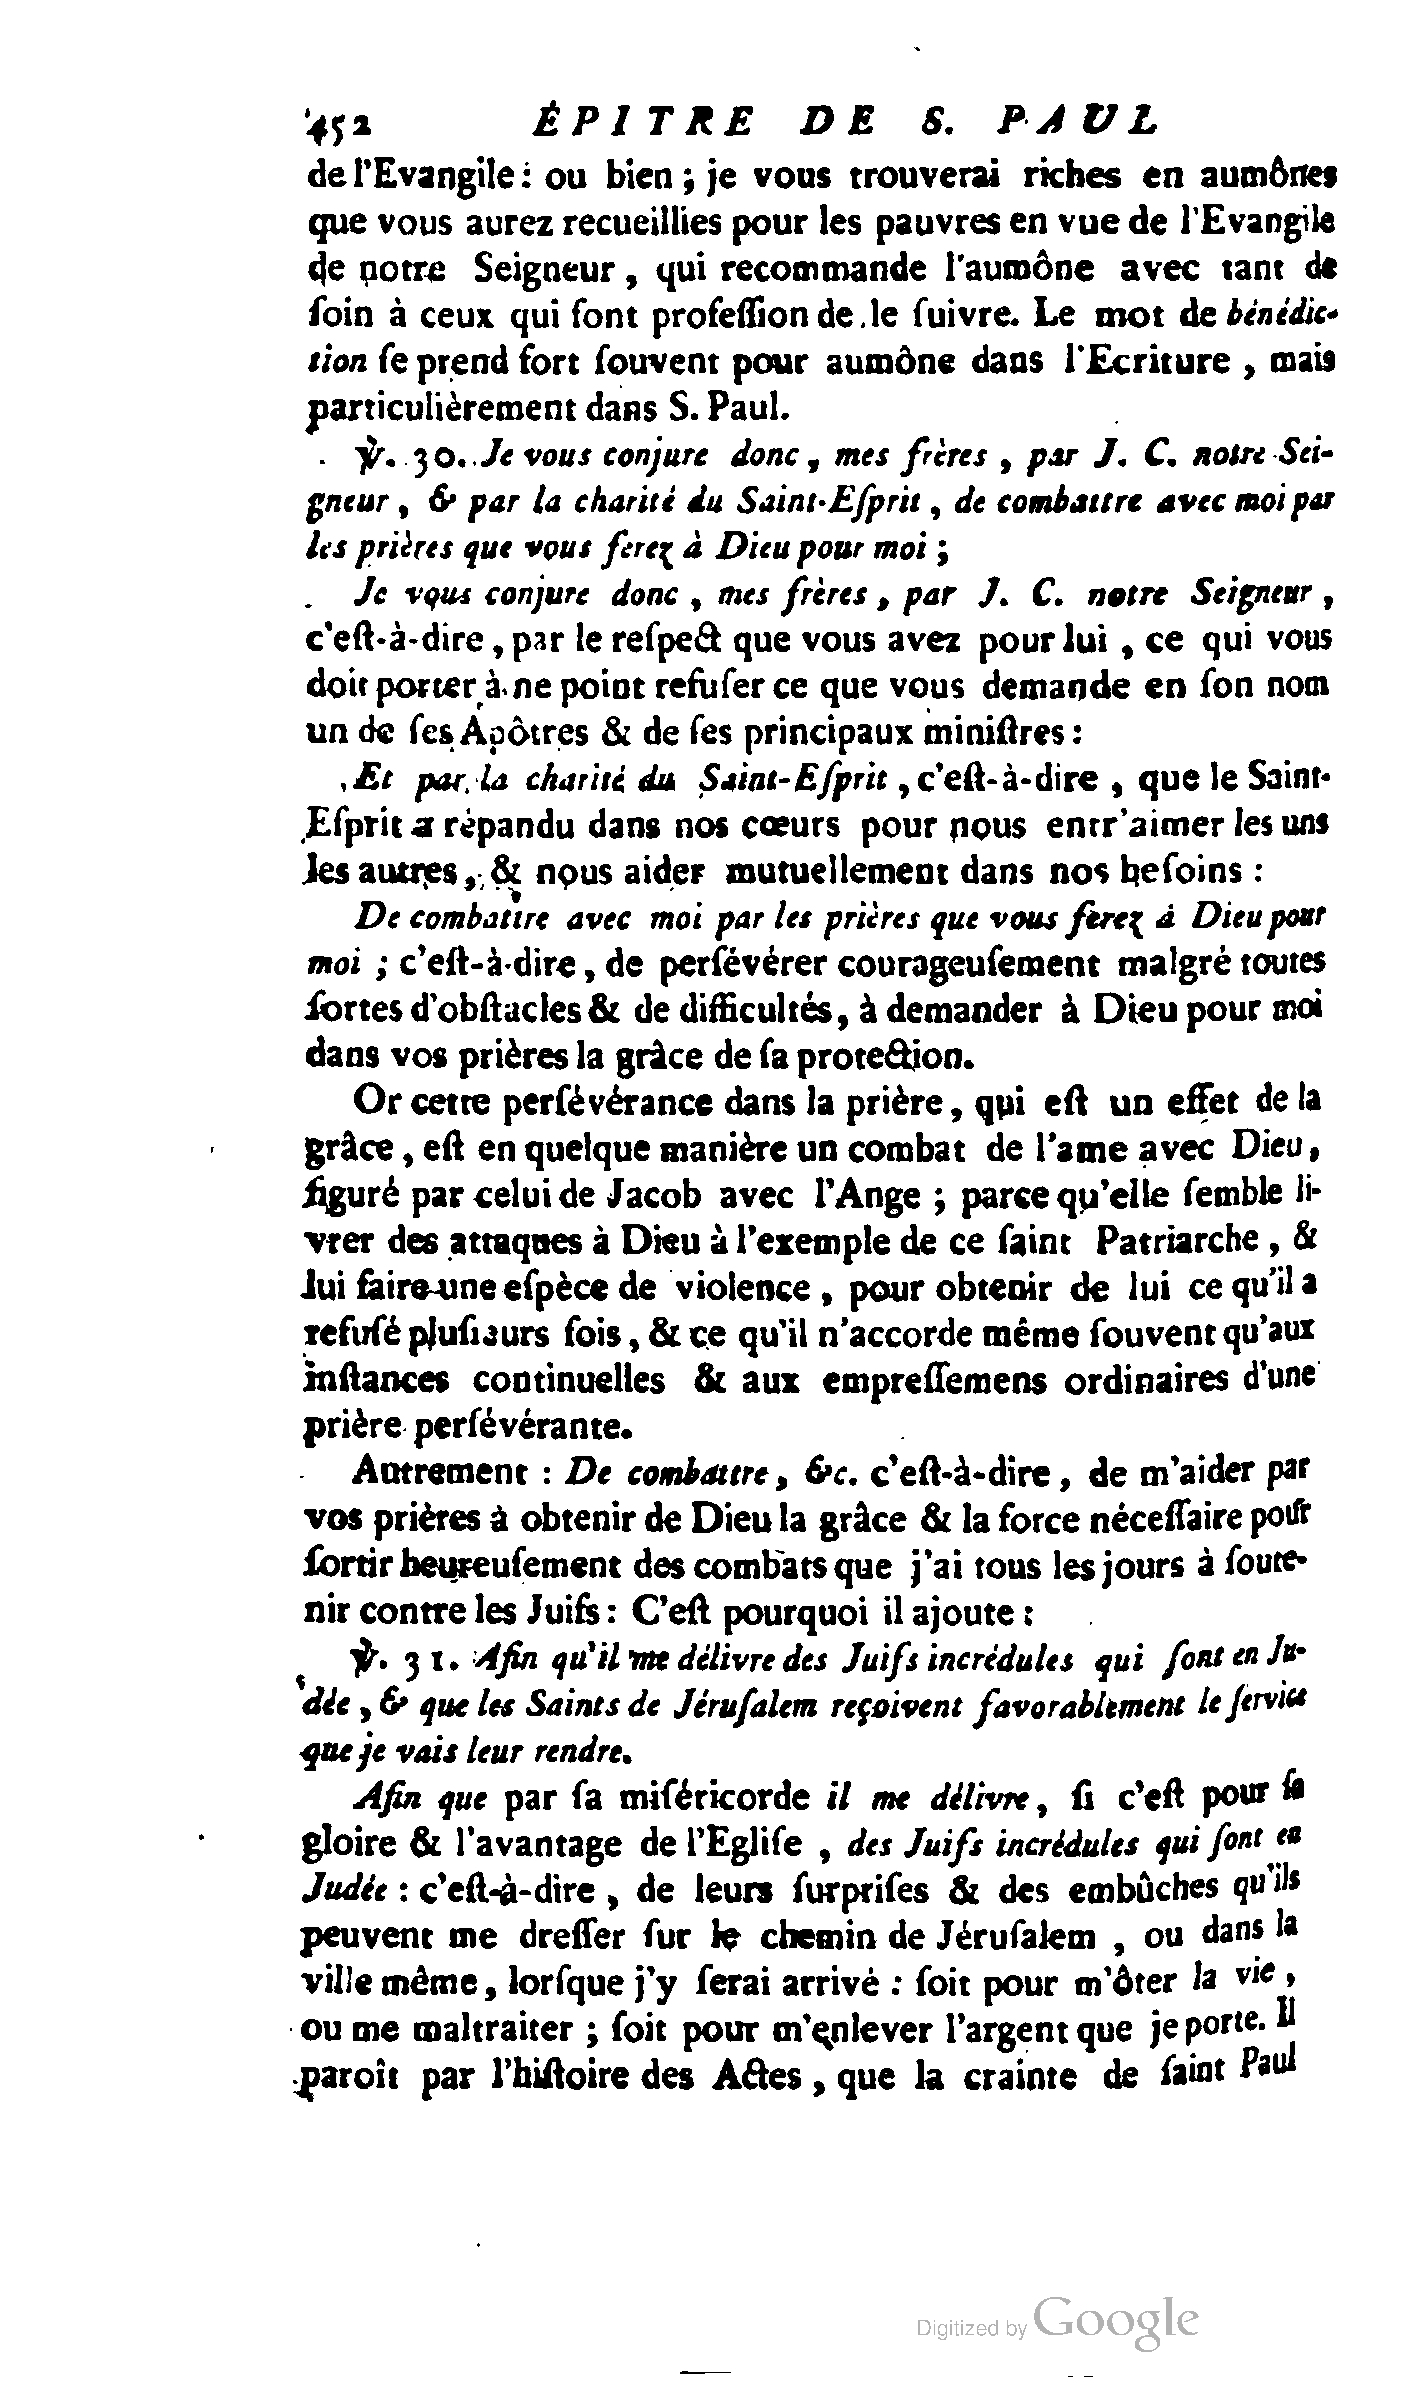 452 ÉPITRE DE S. PAUL
de l'Evangile: ou bien; je vous trouverai riches en aumônes
que vous aurez recueillies pour les pauvres en vue de l'Evangile
de notre Seigneur, qui recommande l'aumône avec tant de
ſoin à ceux qui font profeſſion de le ſuivre. Le mot de bénédic-
tion ſe prend fort ſouvent pour aumône dans l'Ecriture, mais
particulièrement dans S. Paul.
℣. 30. Je vous conjure donc, mes frères, par J. C. notre Sei-
gneur, & par la charité du Saint-Eſprit, de combattre avec moi par
les prières que vous ferez à Dieu pour moi;
Je vous conjure donc, mes frères, par J. C. notre Seigneur,
c'eſt-à-dire, par le reſpect que vous avez pour lui, ce qui vous
doit porter à ne point refuſer ce que vous demande en ſon nom
un de ſes Apôtres & de ſes principaux miniſtres:
Et par la charité du Saint-Eſprit, c'eſt-à-dire, que le Saint-
Eſprit a répandu dans nos cœurs pour nous entr'aimer les uns
les autres, & nous aider mutuellement dans nos beſoins:
De combattre avec moi par les prières que vous ferez à Dieu pour
moi; c'eſt-à-dire, de perſévérer courageuſement malgré toutes
ſortes d'obſtacles & de difficultés, à demander à Dieu pour moi
dans vos prières la grâce de ſa protection.
Or cette perſévérance dans la prière, qui eſt un effet de la
grâce, eſt en quelque manière un combat de l'ame avec Dieu,
figuré par celui de Jacob avec l'Ange; parce qu'elle ſemble li-
vrer des attaques à Dieu à l'exemple de ce ſaint Patriarche, &
lui faire une eſpèce de violence, pour obtenir de lui ce qu'il a
refuſé pluſieurs fois, & ce qu'il n'accorde même ſouvent qu'aux
inſtances continuelles & aux empreſſemens ordinaires d'une
prière perſévérante.
Autrement: De combattre, &c. c'eſt-à-dire, de m'aider par
vos prières à obtenir de Dieu la grâce & la force néceſſaire pour
ſortir heureuſement des combats que j'ai tous les jours à ſoute-
nir contre les Juifs: C'eſt pourquoi il ajoute:
℣. 31. Afin qu'il me délivre des Juifs incrédules qui ſont en Ju-
dée, & que les Saints de Jéruſalem reçoivent favorablement le ſervice
que je vais leur rendre.
Afin que par ſa miſéricorde il me délivre, ſi c'eſt pour ſa
gloire & l'avantage de l'Egliſe, des Juifs incrédules qui ſont en
Judée: c'eſt-à-dire, de leurs ſurpriſes & des embûches qu'ils
peuvent me dreſſer ſur le chemin de Jéruſalem, ou dans la
ville même, lorſque j'y ſerai arrivé: ſoit pour m'ôter la vie,
ou me maltraiter; ſoit pour m'enlever l'argent que je porte. Il
paroît par l'hiſtoire des Actes, que la crainte de ſaint Paul
Digitized by Google